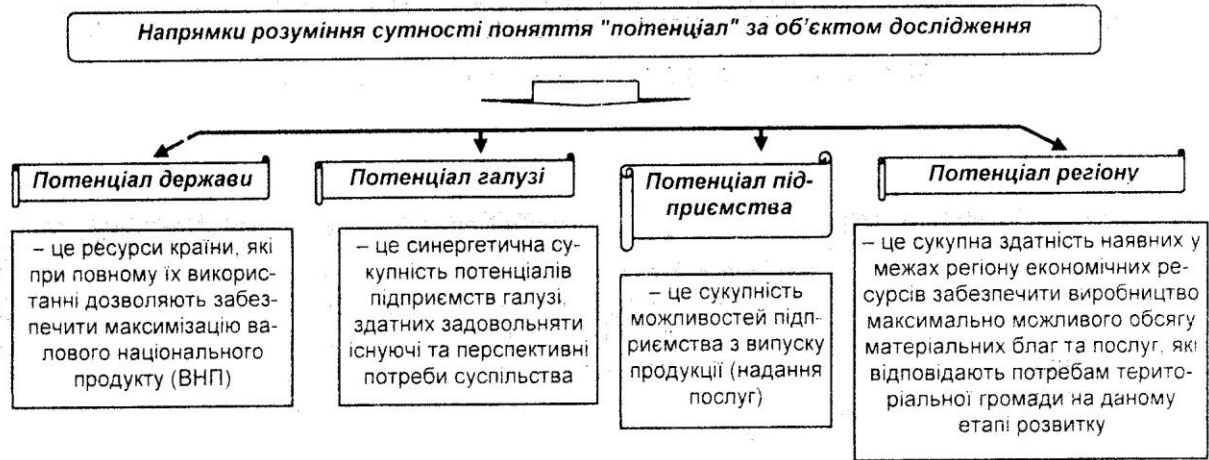 Напрямки розуміння сутності поняття "потенціал" за об'єктом дослідження
Потенціал держави
– це ресурси країни, які
при повному їх використанні
танні дозволяють забез-
печити максимізацію ва-
лового національного
продукту (ВНП)
Потенціал галузі
– це синергетична су-
купність потенціалів
підприємств галузі,
здатних задовольняти
існуючі та перспективні
потреби суспільства
Потенціал під-
приємства
– це сукупність
можливостей підп-
риємства з випуску
продукції (надання
послуг)
Потенціал регіону
– це сукупна здатність наявних у
межах регіону економічних ре-
сурсів забезпечити виробництво
максимально можливого обсягу
матеріальних благ та послуг, які
відповідають потребам терито-
ріальної громади на даному
етапі розвитку